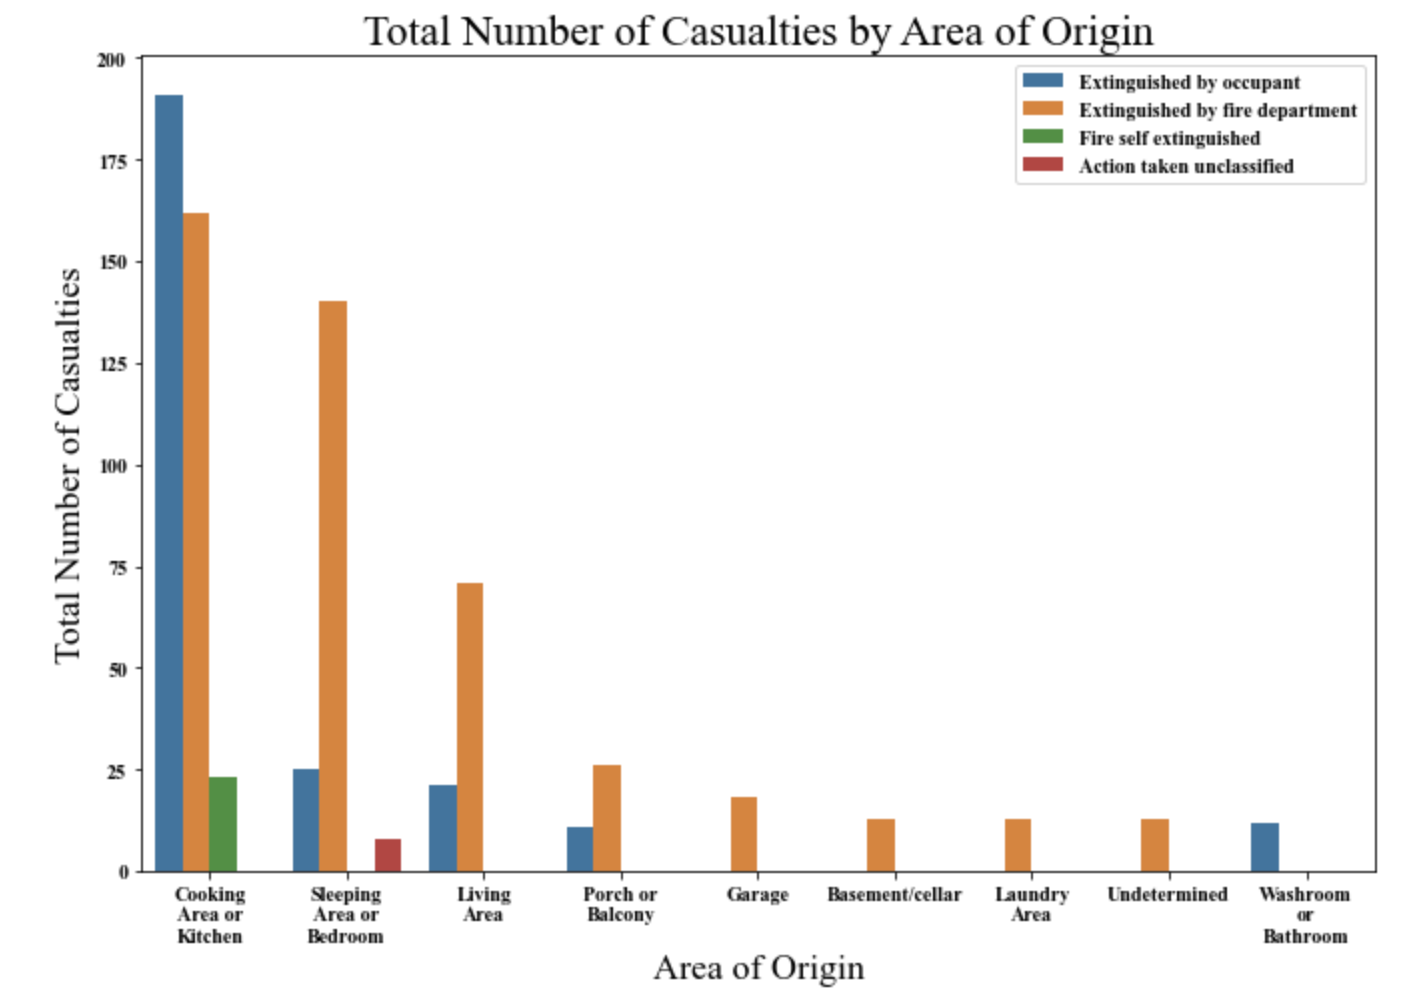 Total Number of Casualties by Area of Origin
Extinguished by occupant
Extinguished by fire department
Fire self extinguished
Action taken unclassified
Total Number of Casualties
200
175
150
125
100
75
50
25
0
Cooking
Area or
Kitchen
Sleeping
Area or
Bedroom
Living
Area
Porch or
Balcony
Garage
Basement/cellar
Laundry
Area
Undetermined
Washroom
or
Bathroom
Area of Origin